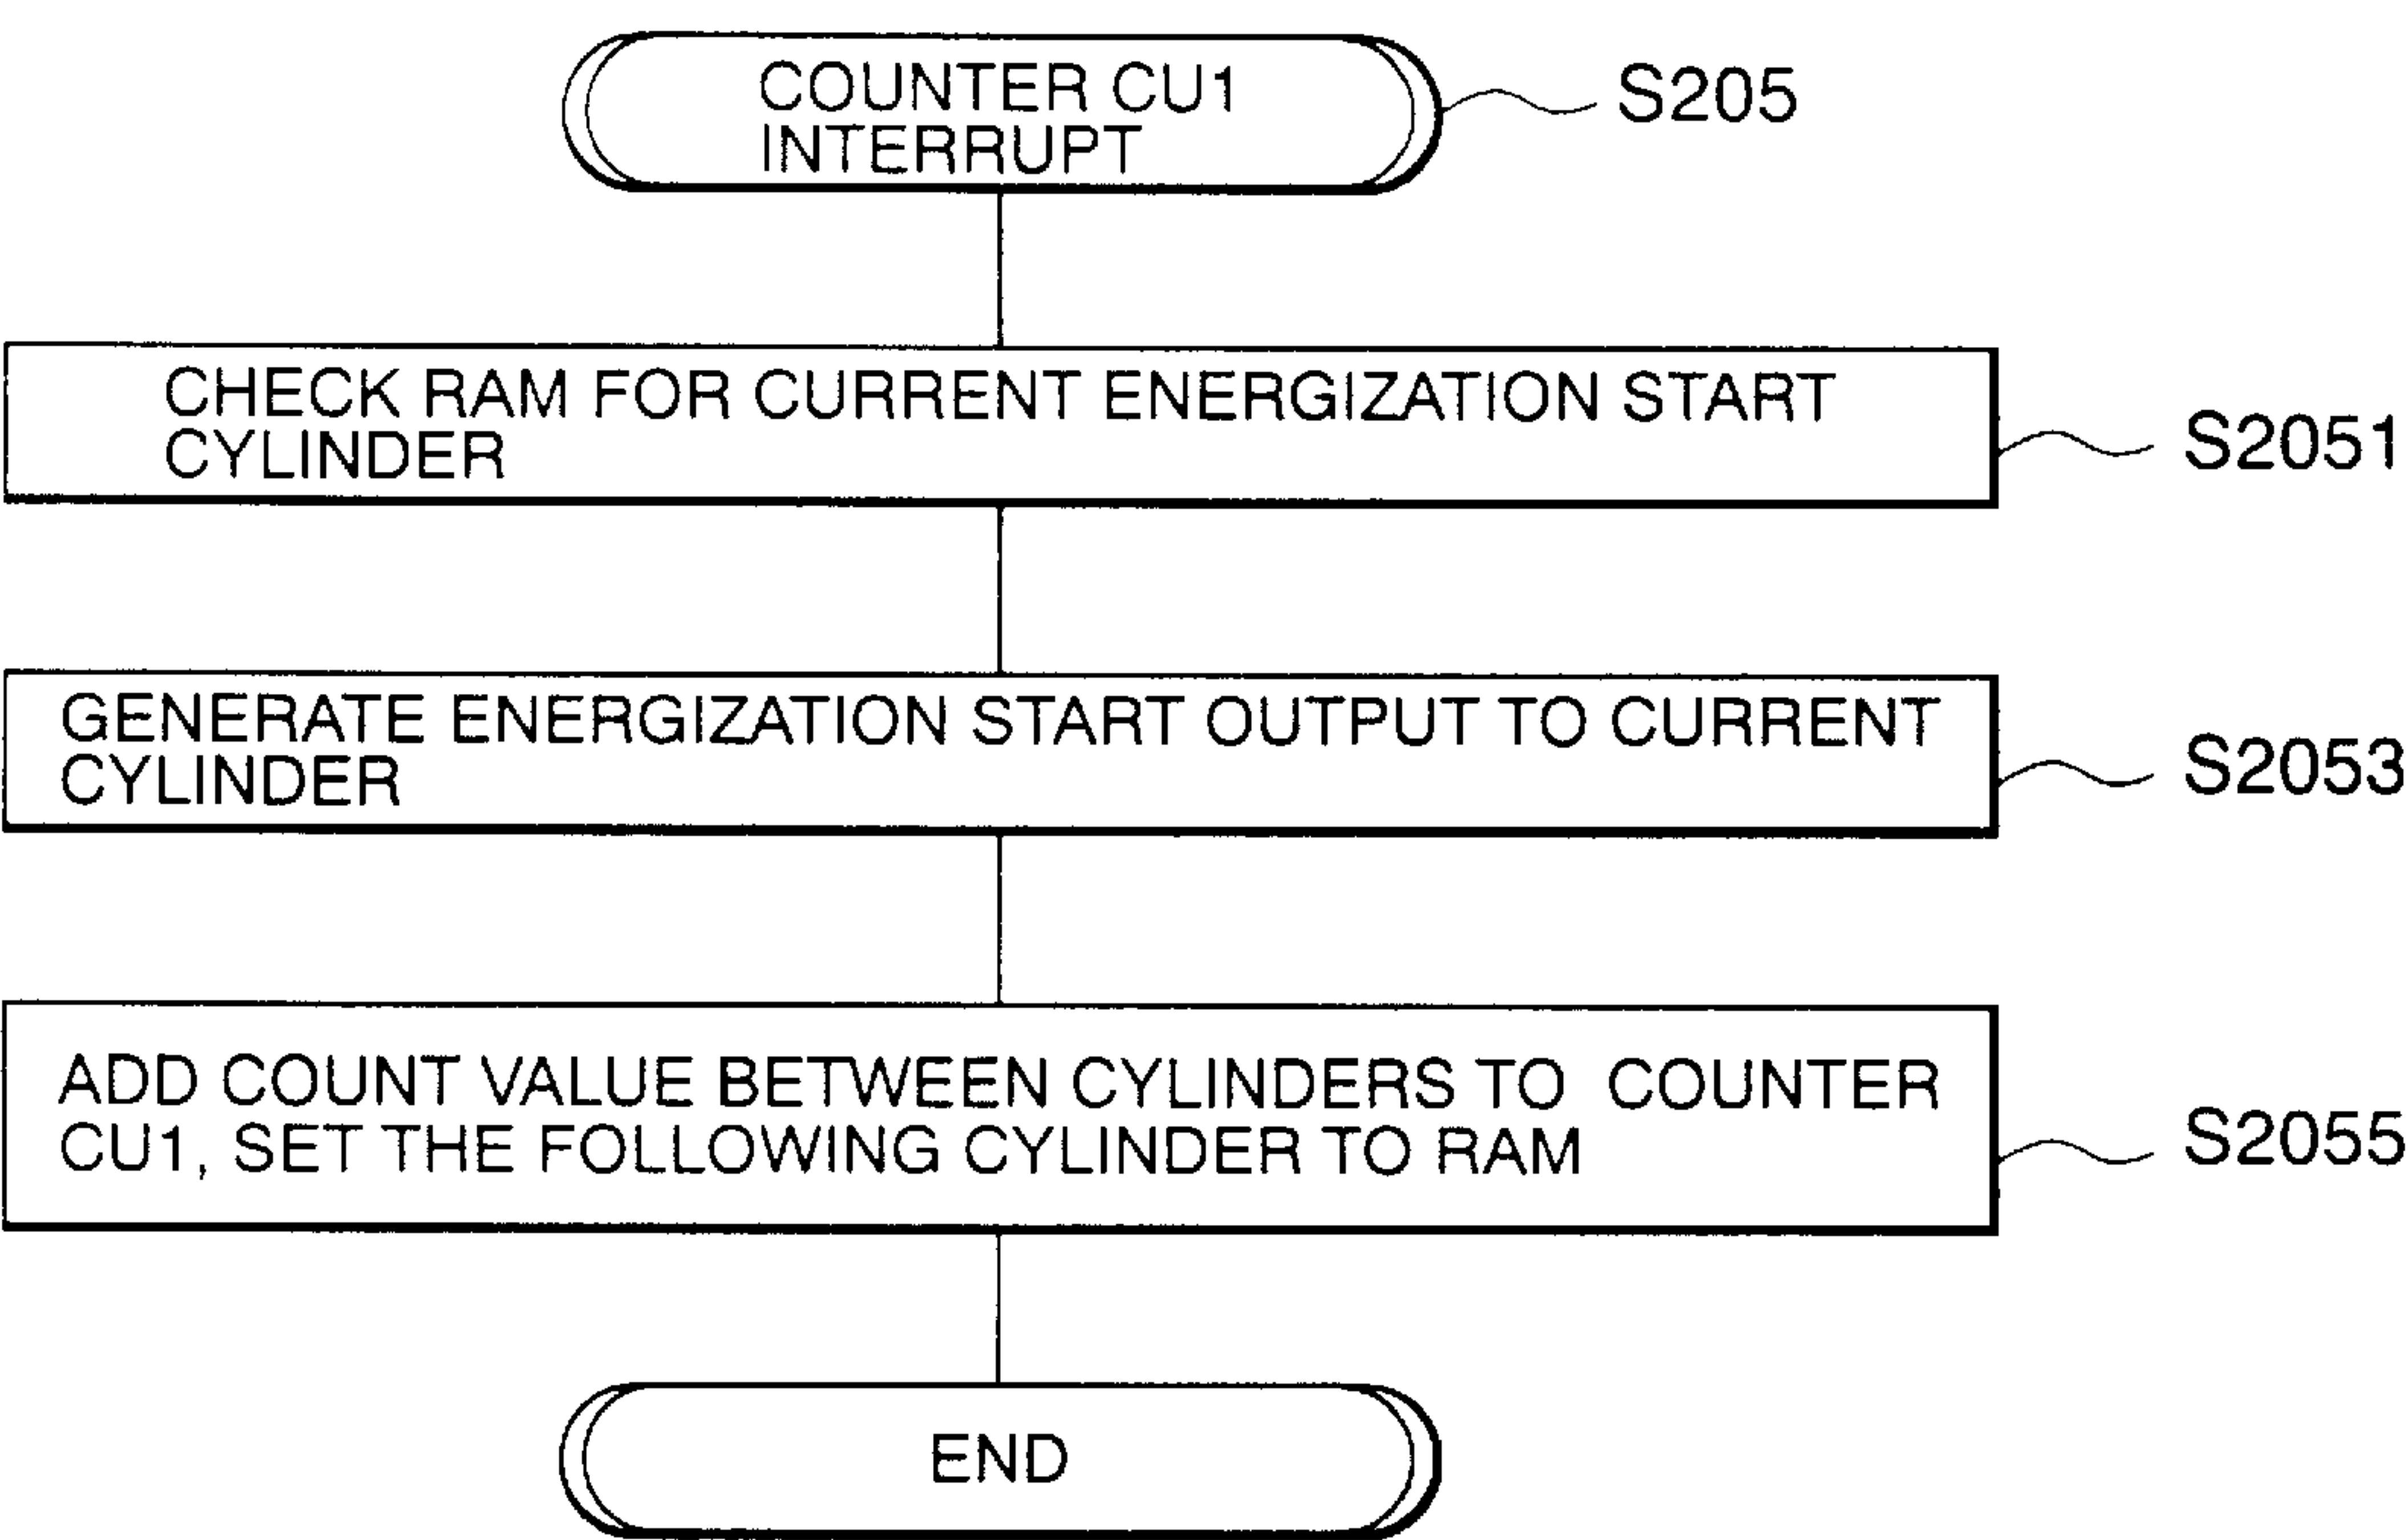 COUNTER CU1
INTERRUPT
S205
CHECK RAM FOR CURRENT ENERGIZATION START
CYLINDER
S2051
GENERATE ENERGIZATION START OUTPUT TO CURRENT
CYLINDER
S2053
ADD COUNT VALUE BETWEEN CYLINDERS TO COUNTER
CU1, SET THE FOLLOWING CYLINDER TO RAM
S2055
END